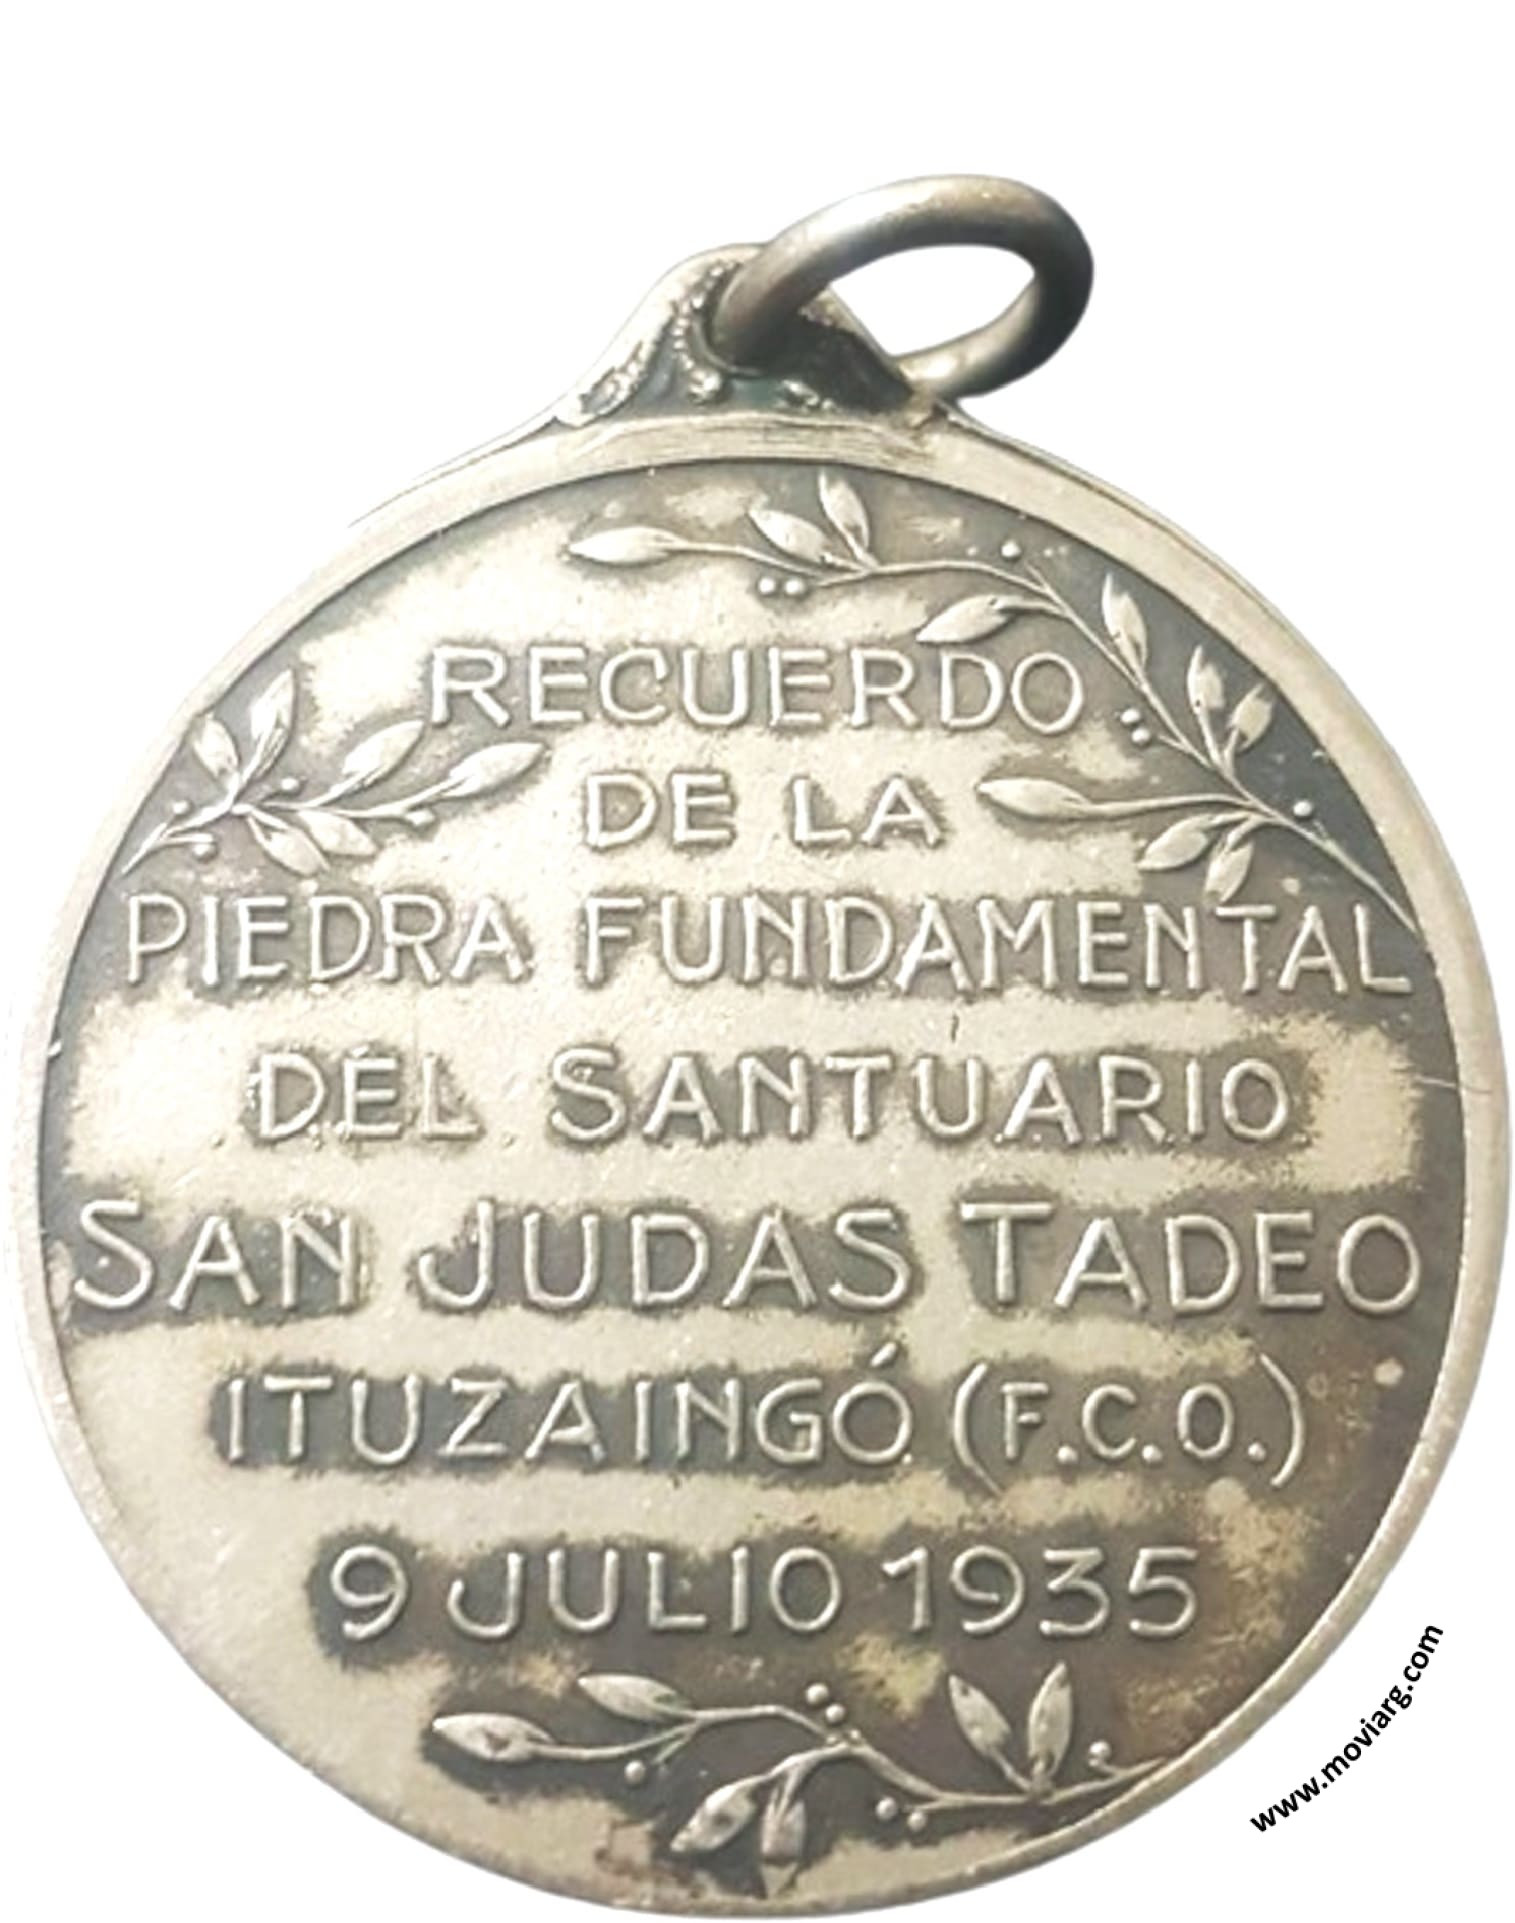 RECUERDO
DE LA
PIEDRA FUNDAMENTAL
DEL SANTUARIO
SAN JUDAS TADEO
ITUZAINGÓ (F.C.O.)
9 JULIO 1935
www.moviarg.com